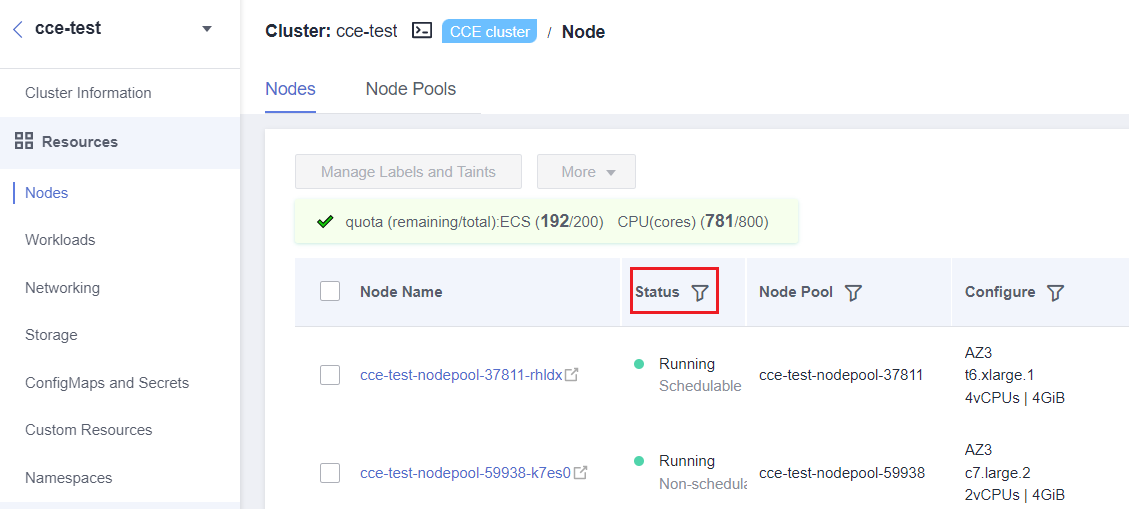 cce-test
Cluster: cce-test CCE cluster / Node
Cluster Information
Resources
Nodes
Workloads
Networking
Storage
ConfigMaps and Secrets
Custom Resources
Namespaces
Nodes Node Pools
Manage Labels and Taints More
quota (remaining/total):ECS (192/200) CPU(cores) (781/800)
Node Name Status Node Pool Configure
cce-test-nodepool-37811-rhldx Running cce-test-nodepool-37811 AZ3
Schedulable t6.xlarge.1
4vCPUs | 4GiB
cce-test-nodepool-59938-k7es0 Running cce-test-nodepool-59938 AZ3
Non-schedula c7.large.2
2vCPUs | 4GiB